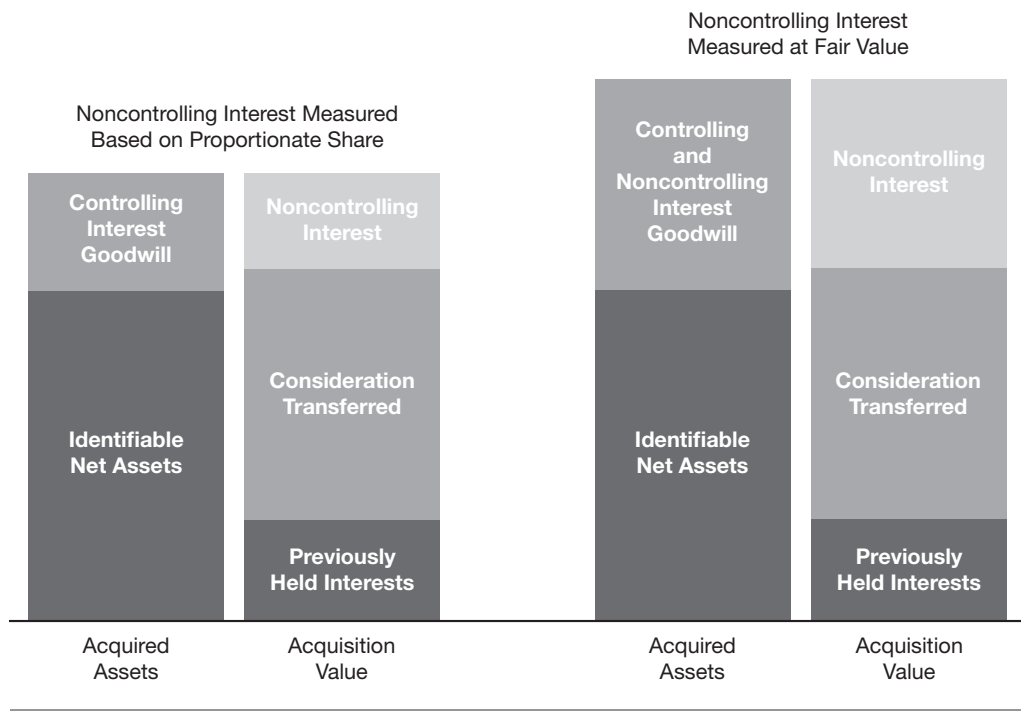 Noncontrolling Interest Measured
Based on Proportionate Share
Controlling
Interest
Goodwill
Identifiable
Net Assets
Noncontrolling
Interest
Consideration
Transferred
Previously
Held Interests
Acquired
Assets
Acquisition
Value
Noncontrolling Interest
Measured at Fair Value
Controlling
and
Noncontrolling
Interest
Goodwill
Identifiable
Net Assets
Noncontrolling
Interest
Consideration
Transferred
Previously
Held Interests
Acquired
Assets
Acquisition
Value